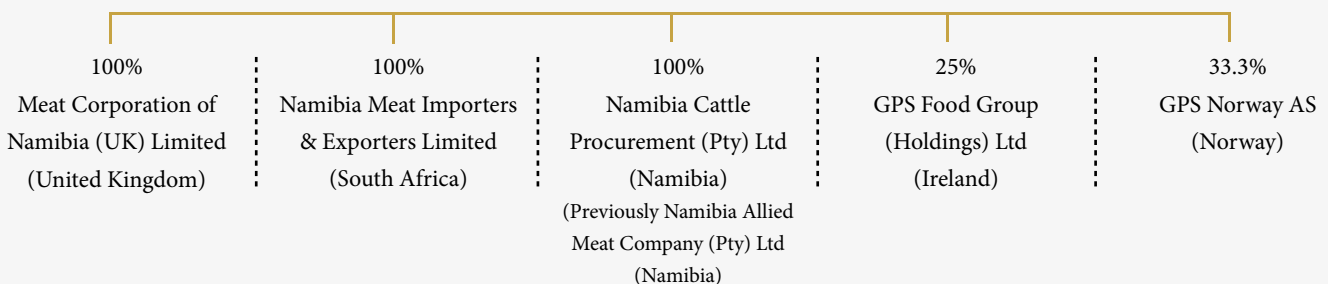 100%
Meat Corporation of
Namibia (UK) Limited
(United Kingdom)
100%
Namibia Meat Importers
& Exporters Limited
(South Africa)
100%
Namibia Cattle
Procurement (Pty) Ltd
(Namibia)
(Previously Namibia Allied
Meat Company (Pty) Ltd
(Namibia)
25%
GPS Food Group
(Holdings) Ltd
(Ireland)
33.3%
GPS Norway AS
(Norway)